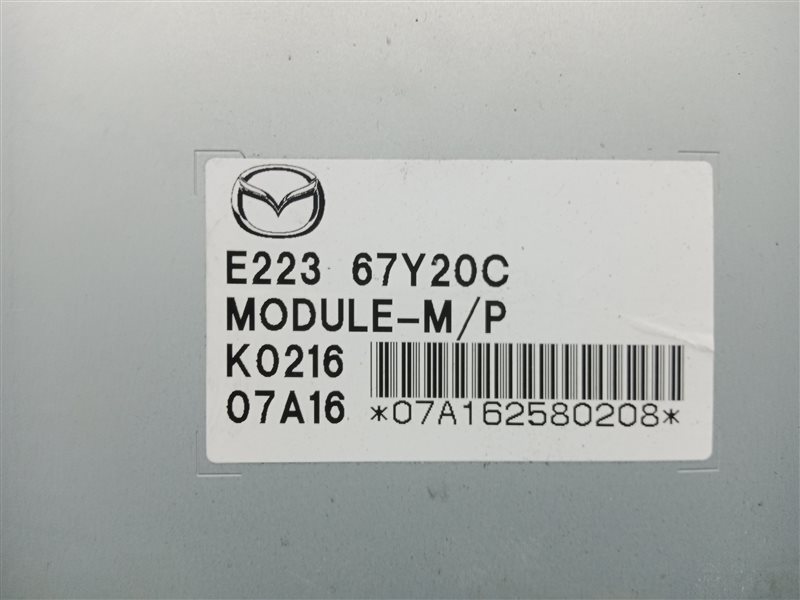 E223 67Y20C
MODULE-M/P
K0216
07A16 *07A162580208*